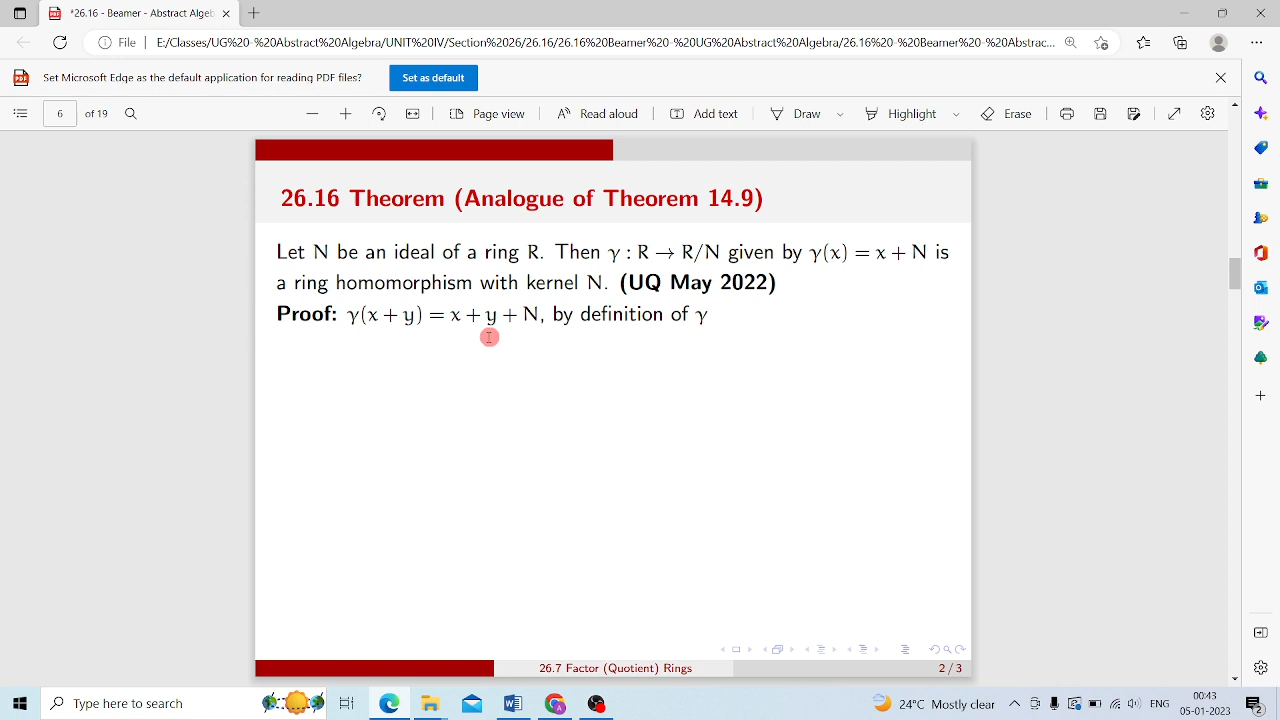 *26.16 - Beamer - Abstract Algeb
File
E:/Classes/UG%20-%20Abstract%20Algebra/UNIT%20IV/Section%2026/26.16/26.16%20-%20Beamer%20-%20UG%20-%20Abstract%20Algebra/26.16%20-%20Beamer%20-%20Abstrac...
Set Microsoft Edge as the default application for reading PDF files?
Set as default
6 of 19
Page view
Read aloud
Add text
Draw
Highlight
Erase
26.16 Theorem (Analogue of Theorem 14.9)
Let N be an ideal of a ring R. Then γ : R → R/N given by γ(x) = x + N is
a ring homomorphism with kernel N. (UQ May 2022)
Proof: γ(x + y) = x + y + N, by definition of γ
26.7 Factor (Quotient) Rings
2 / 3
Type here to search
24°C Mostly clear
ENG
00:43
05-01-2023
2